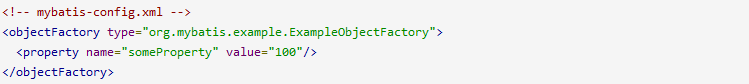 <!-- mybatis-config.xml -->
<objectFactory type="org.mybatis.example.ExampleObjectFactory">
  <property name="someProperty" value="100"/>
</objectFactory>